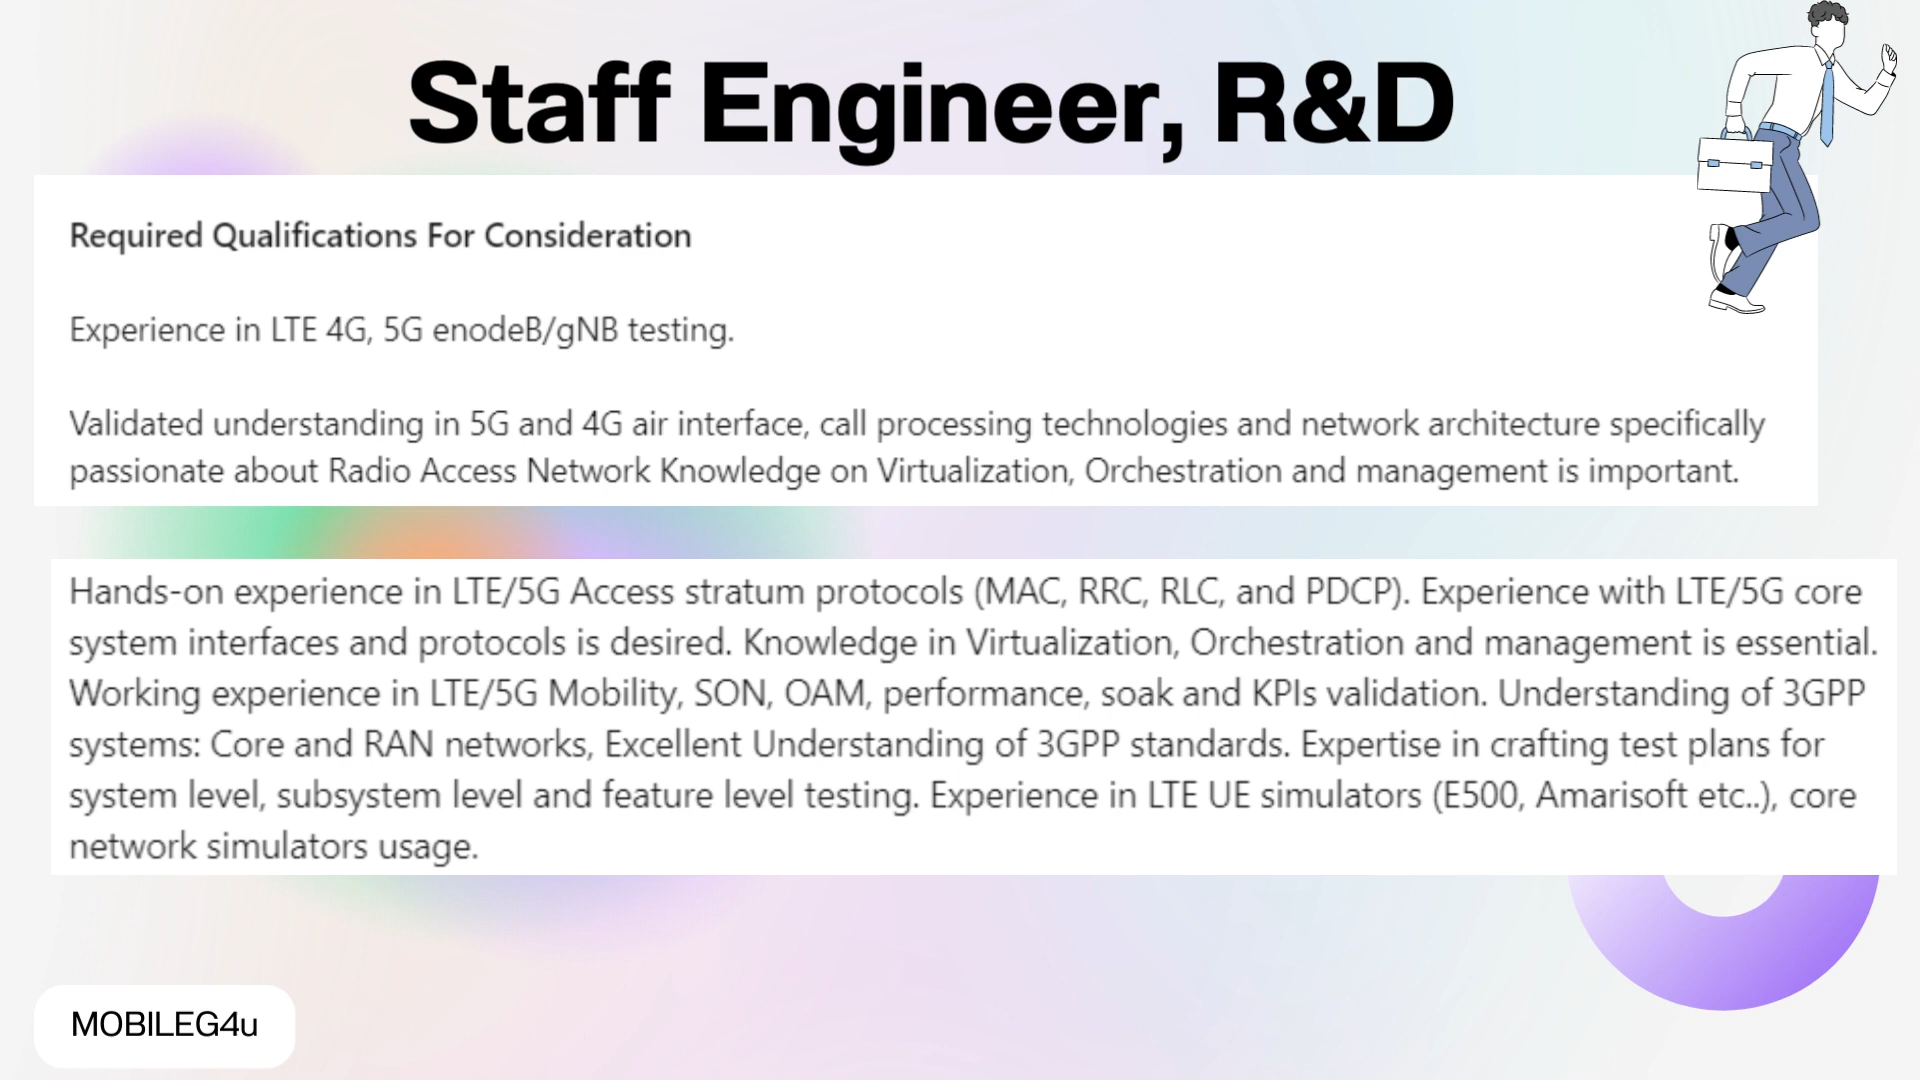 Staff Engineer, R&D
Required Qualifications For Consideration
Experience in LTE 4G, 5G enodeB/gNB testing.
Validated understanding in 5G and 4G air interface, call processing technologies and network architecture specifically
passionate about Radio Access Network Knowledge on Virtualization, Orchestration and management is important.
Hands-on experience in LTE/5G Access stratum protocols (MAC, RRC, RLC, and PDCP). Experience with LTE/5G core
system interfaces and protocols is desired. Knowledge in Virtualization, Orchestration and management is essential.
Working experience in LTE/5G Mobility, SON, OAM, performance, soak and KPIs validation. Understanding of 3GPP
systems: Core and RAN networks, Excellent Understanding of 3GPP standards. Expertise in crafting test plans for
system level, subsystem level and feature level testing. Experience in LTE UE simulators (E500, Amarisoft etc..), core
network simulators usage.
MOBILEG4u